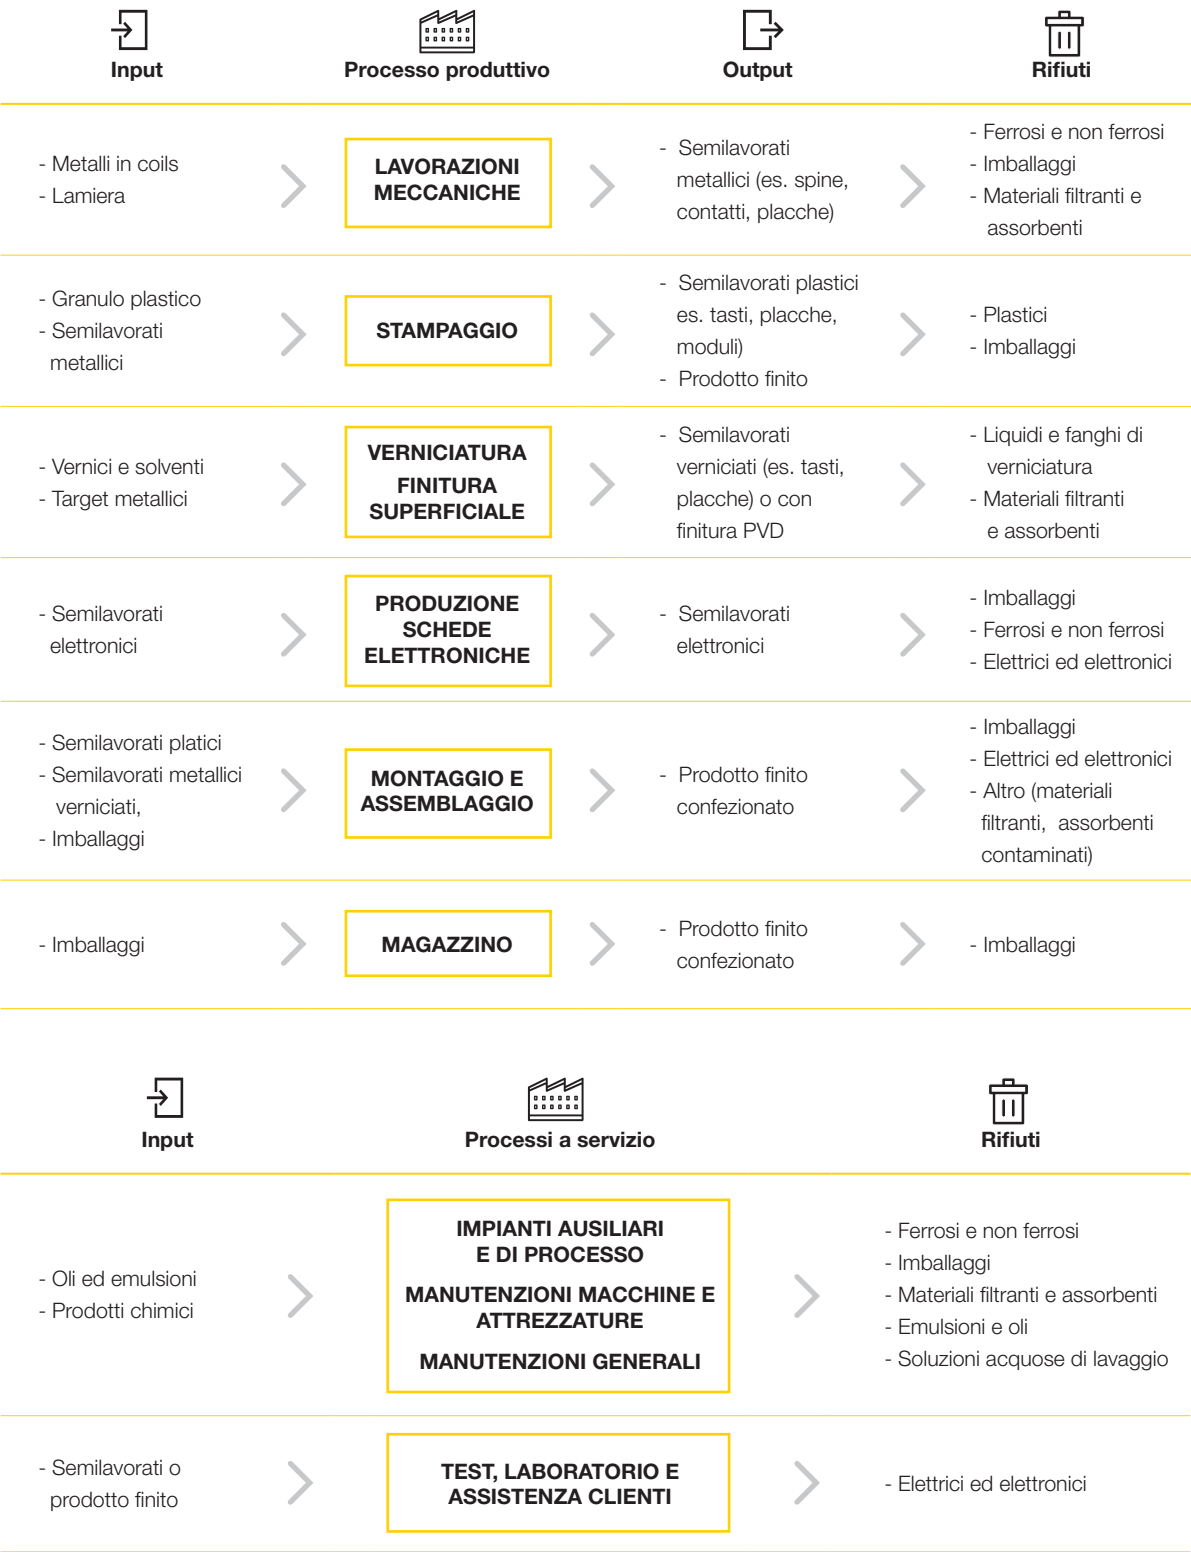 Input
Processo produttivo
Output
Rifiuti
- Metalli in coils
- Lamiera
LAVORAZIONI
MECCANICHE
- Semilavorati
metallici (es. spine,
contatti, placche)
- Ferrosi e non ferrosi
- Imballaggi
- Materiali filtranti e
assorbenti
- Granulo plastico
- Semilavorati
metallici
STAMPAGGIO
- Semilavorati plastici
es. tasti, placche,
moduli)
- Prodotto finito
- Plastici
- Imballaggi
- Vernici e solventi
- Target metallici
VERNICIATURA
FINITURA
SUPERFICIALE
- Semilavorati
verniciati (es. tasti,
placche) o con
finitura PVD
- Liquidi e fanghi di
verniciatura
- Materiali filtranti
e assorbenti
- Semilavorati
elettronici
PRODUZIONE
SCHEDE
ELETTRONICHE
- Semilavorati
elettronici
- Imballaggi
- Ferrosi e non ferrosi
- Elettrici ed elettronici
- Semilavorati platici
- Semilavorati metallici
verniciati,
- Imballaggi
MONTAGGIO E
ASSEMBLAGGIO
- Prodotto finito
confezionato
- Imballaggi
- Elettrici ed elettronici
- Altro (materiali
filtranti, assorbenti
contaminati)
- Imballaggi
MAGAZZINO
- Prodotto finito
confezionato
- Imballaggi
Input
Processi a servizio
Rifiuti
- Oli ed emulsioni
- Prodotti chimici
IMPIANTI AUSILIARI
E DI PROCESSO
MANUTENZIONI MACCHINE E
ATTREZZATURE
MANUTENZIONI GENERALI
- Ferrosi e non ferrosi
- Imballaggi
- Materiali filtranti e assorbenti
- Emulsioni e oli
- Soluzioni acquose di lavaggio
- Semilavorati o
prodotto finito
TEST, LABORATORIO E
ASSISTENZA CLIENTI
- Elettrici ed elettronici